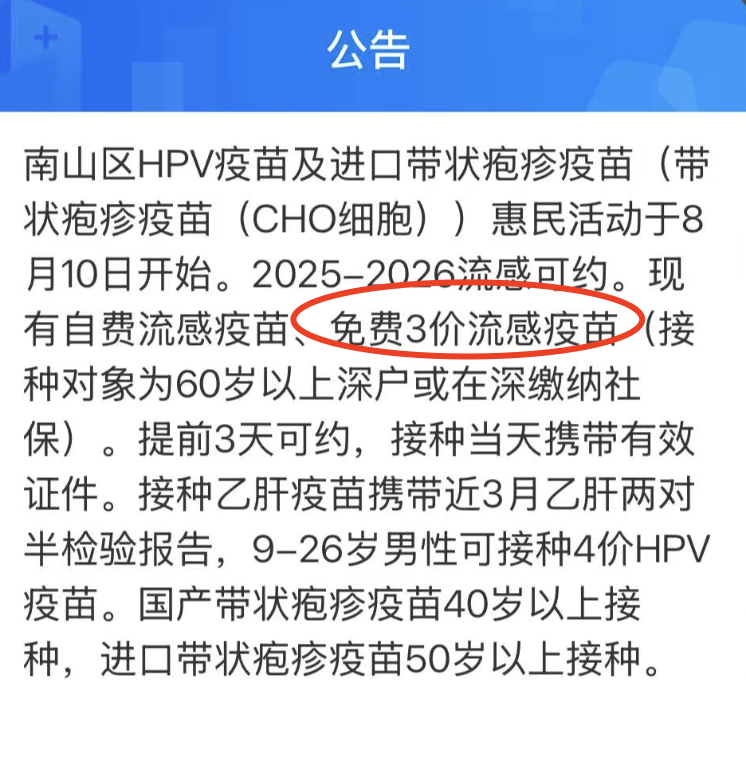 公告
南山区HPV疫苗及进口带状疱疹疫苗（带
状疱疹疫苗（CHO细胞））惠民活动于8
月10日开始。2025–2026流感可约。现
有自费流感疫苗、免费3价流感疫苗（接
种对象为60岁以上深户或在深缴纳社
保）。提前3天可约，接种当天携带有效
证件。接种乙肝疫苗携带近3月乙肝两对
半检验报告，9–26岁男性可接种4价HPV
疫苗。国产带状疱疹疫苗40岁以上接
种，进口带状疱疹疫苗50岁以上接种。